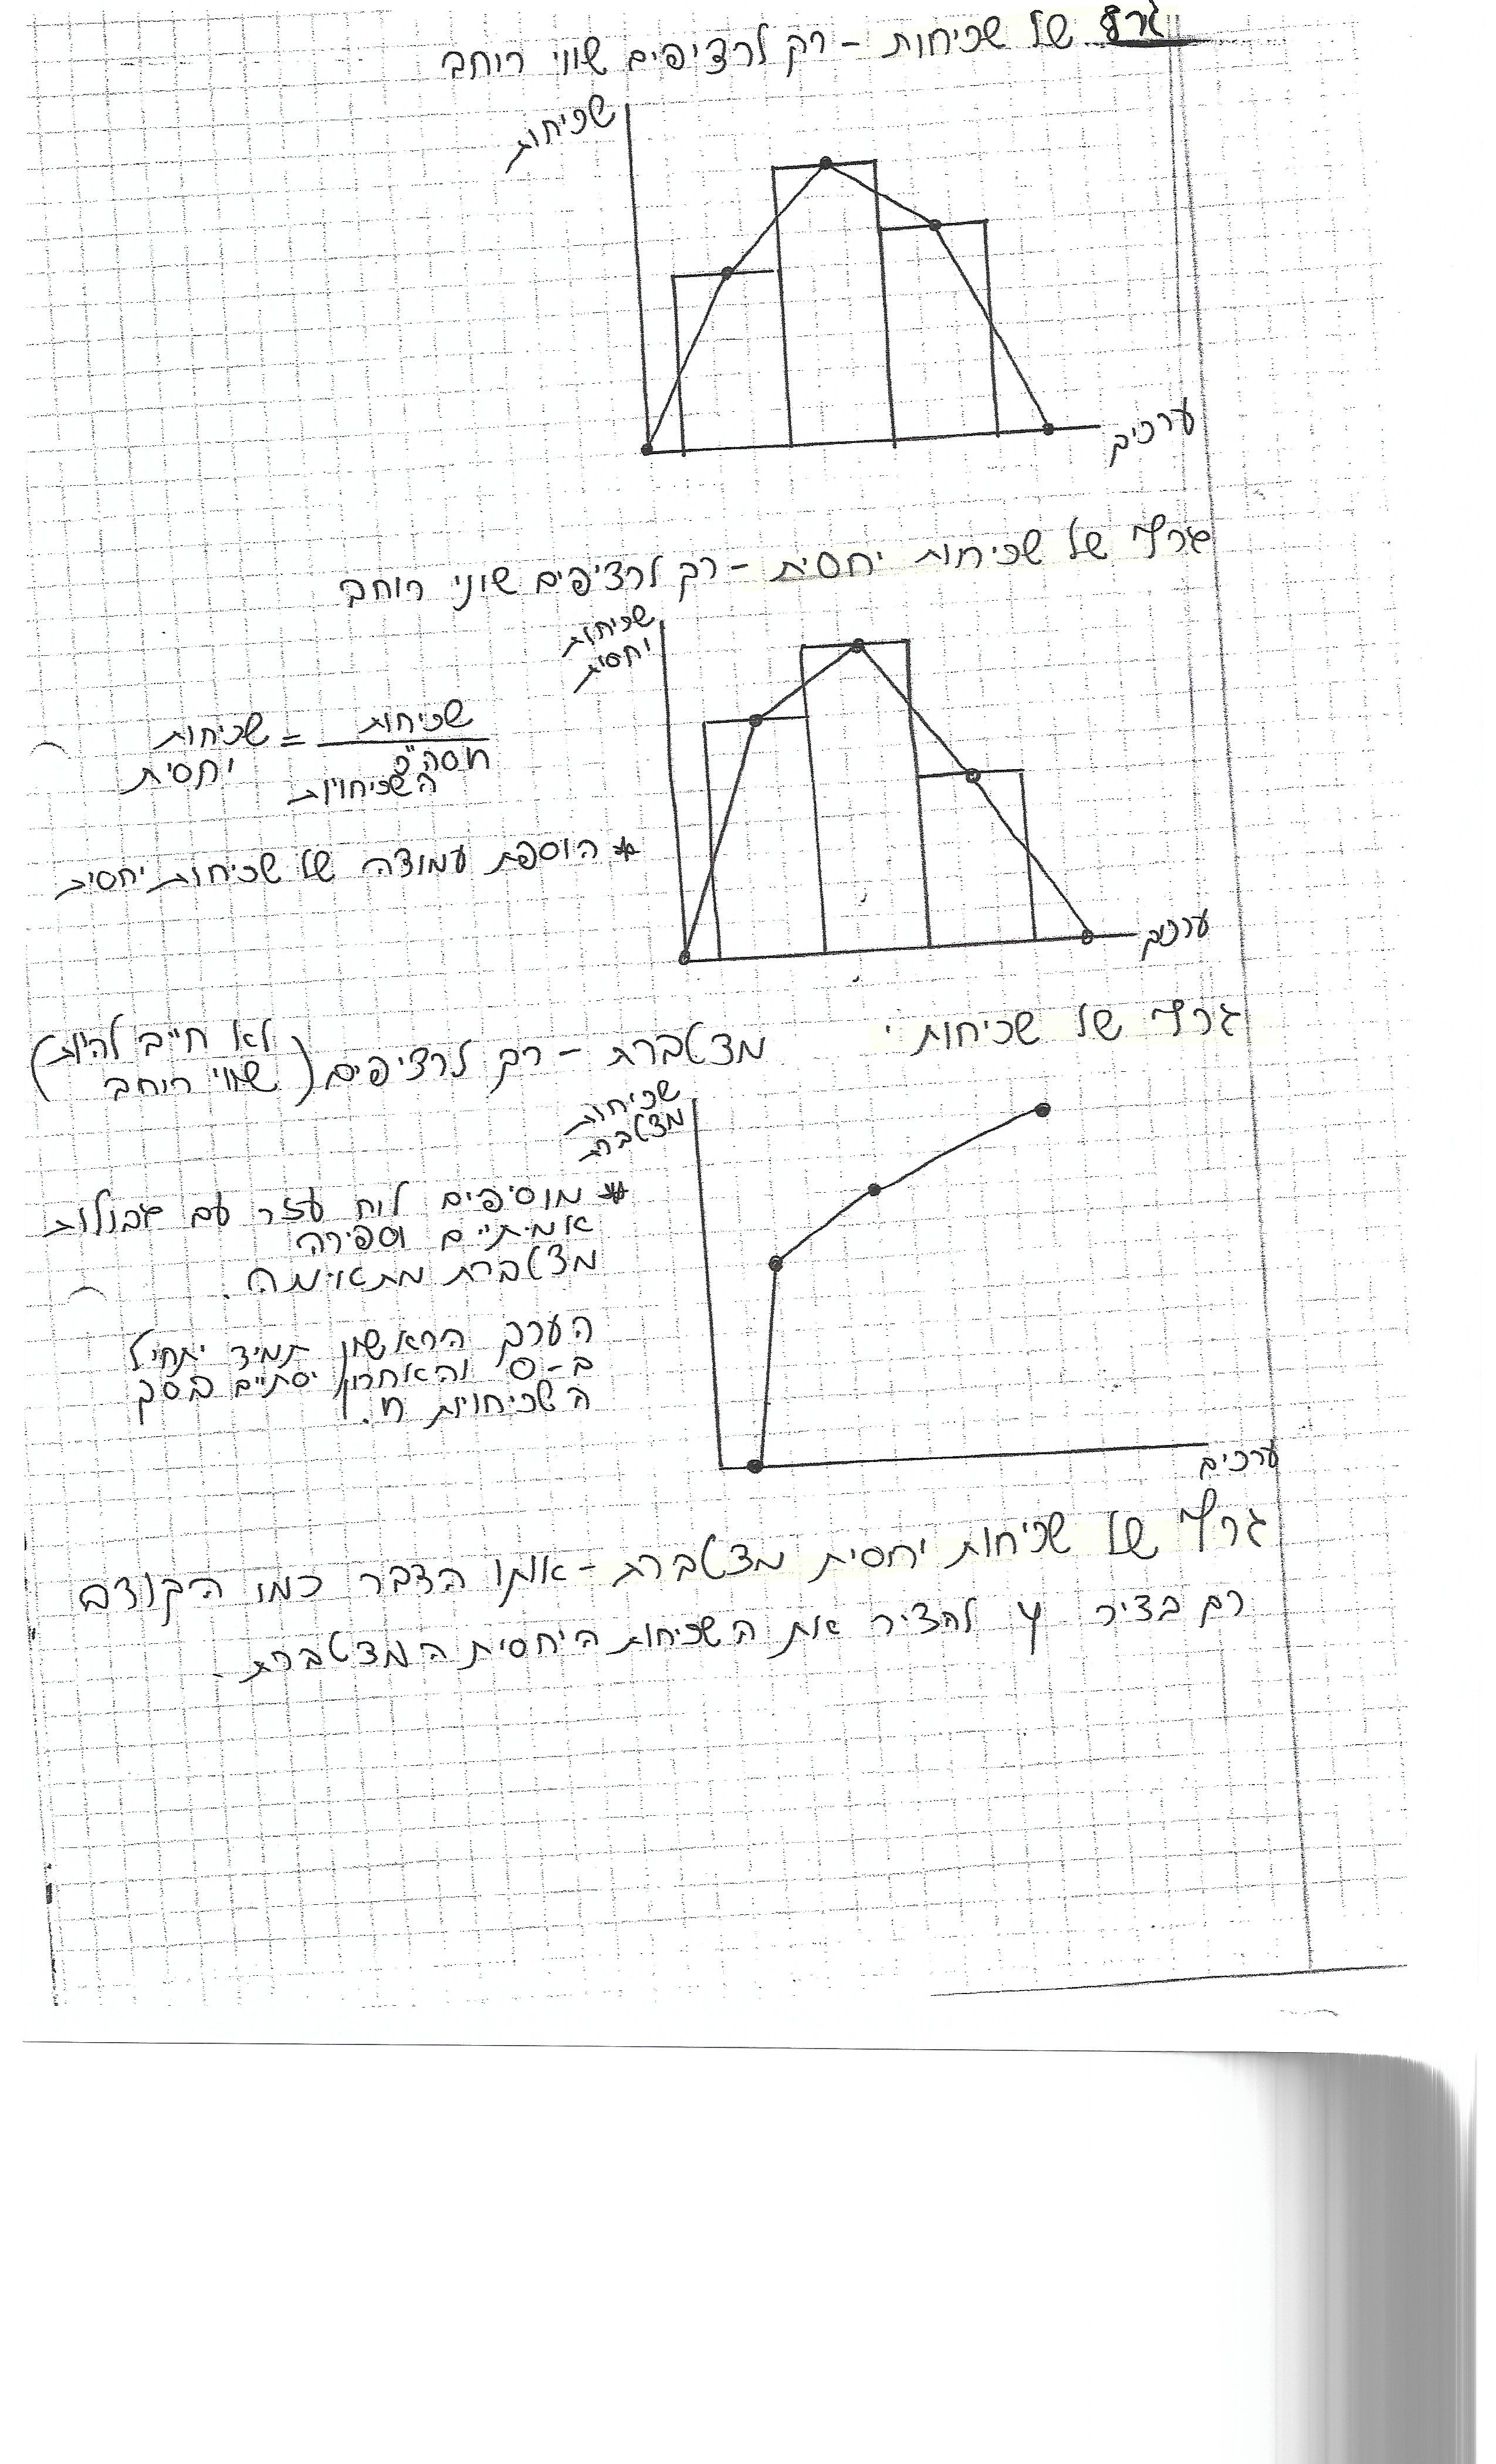 גרף של שכיחות - רק לרציפים שווי רוחב
שכיחות
ערכים
גרף של שכיחות יחסית - רק לרציפים שווי רוחב
שכיחות
יחסית
שכיחות יחסית = שכיחות / n סה"כ השכיחויות
* הוספת עמודה של שכיחות יחסית
ערכים
גרף של שכיחות מצטברת - רק לרציפים (לא חייב להיות שווי רוחב)
שכיחות
מצטברת
* מוסיפים לוח עזר עם גבולות
אמיתיים וספירה
מצטברת מתאימה.
הערך הראשון תמיד יתחיל
ב-0 והאחרון יסתיים בסך
השכיחויות n.
ערכים
גרף של שכיחות יחסית מצטברת - אותו הדבר כמו הקודם
רק בציר y להציר את השכיחות היחסית המצטברת.